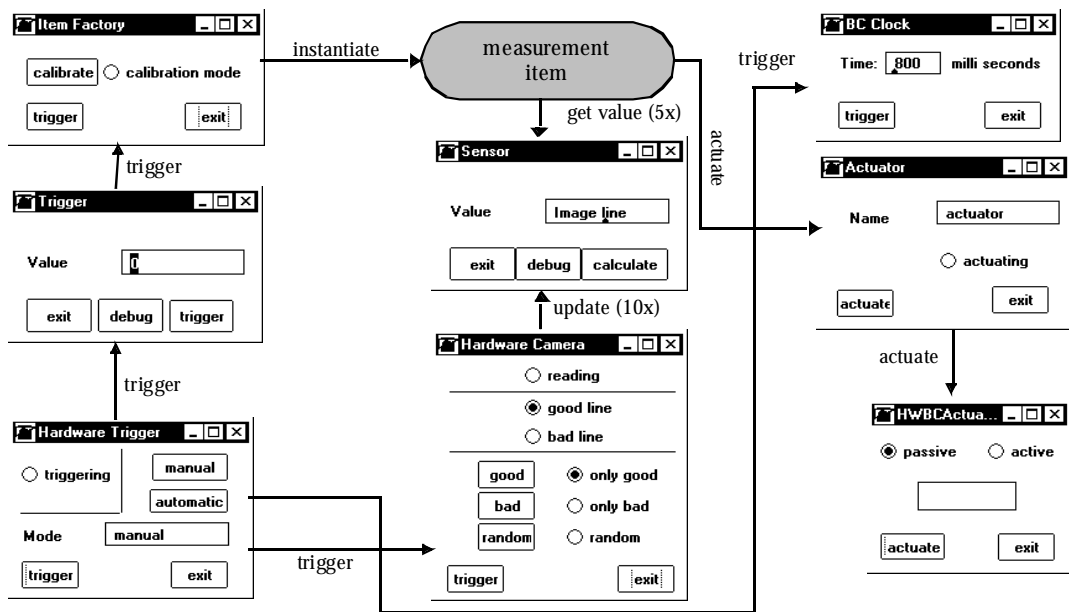 Item Factory
calibrate calibration mode
trigger exit
instantiate
measurement
item
trigger
BC Clock
Time: 800 milli seconds
trigger exit
get value (5x)
actuate
trigger
Trigger
Value 0
exit debug trigger
Sensor
Value Image line
exit debug calculate
Actuator
Name actuator
actuating
actuate exit
update (10x)
trigger
Hardware Camera
reading
good line
bad line
good only good
bad only bad
random random
trigger exit
actuate
HWBCActua...
passive active
actuate exit
Hardware Trigger
triggering manual
automatic
Mode manual
trigger exit
trigger